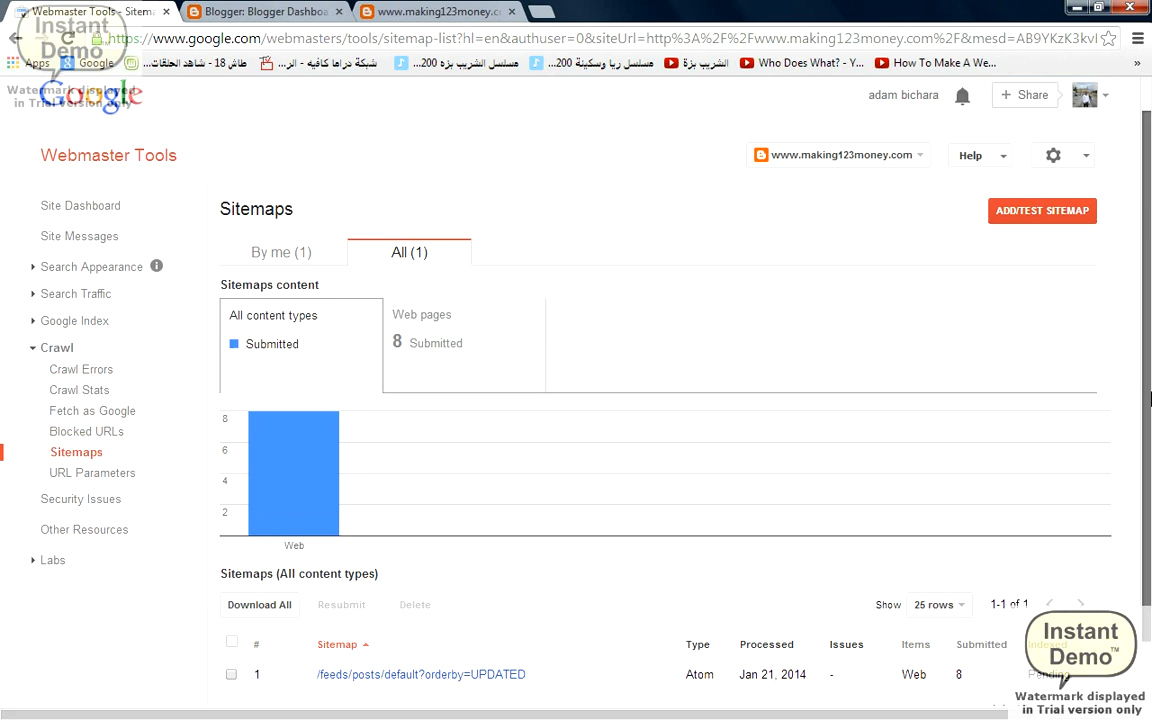 Webmaster Tools - Sitema
Blogger: Blogger Dashboa
www.making123money.c
https://www.google.com/webmasters/tools/sitemap-list?hl=en&authuser=0&siteUrl=http%3A%2F%2Fwww.making123money.com%2F&mesd=AB9YKzK3kvI
Apps
Google
طاش 18 - شاهد الحلقات...
شبكة دراما كافيه - الر...
مسلسل الشريب بزه 200...
مسلسل ريا وسكينة 200...
الشريب بزة
Who Does What? - Y...
How To Make A We...
»
Instant
Demo
Watermark displayed
in Trial version only
Google
adam bichara
+ Share
Webmaster Tools
www.making123money.com
Help
Site Dashboard
Site Messages
Search Appearance
Search Traffic
Google Index
Crawl
Crawl Errors
Crawl Stats
Fetch as Google
Blocked URLs
Sitemaps
URL Parameters
Security Issues
Other Resources
Labs
Sitemaps
ADD/TEST SITEMAP
By me (1)
All (1)
Sitemaps content
All content types
Submitted
Web pages
8 Submitted
8
6
4
2
Web
Sitemaps (All content types)
Download All
Resubmit
Delete
Show
25 rows
1-1 of 1
# Sitemap Type Processed Issues Items Submitted Indexed
1 /feeds/posts/default?orderby=UPDATED Atom Jan 21, 2014 - Web 8 Pending
Instant
Demo™
Watermark displayed
in Trial version only